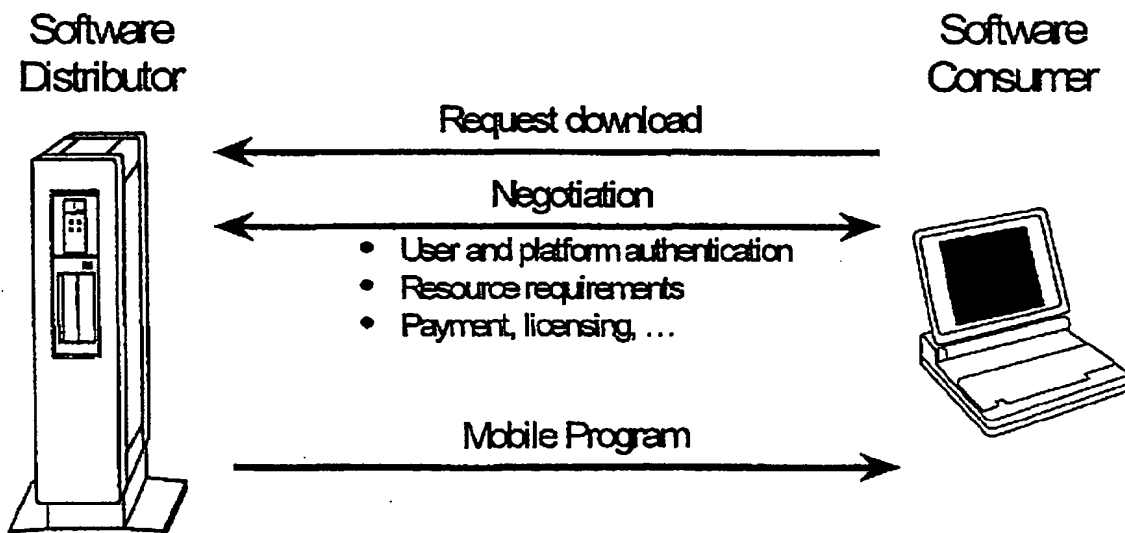 Software
Distributor
Software
Consumer
Request download
Negotiation
• User and platform authentication
• Resource requirements
• Payment, licensing, ...
Mobile Program